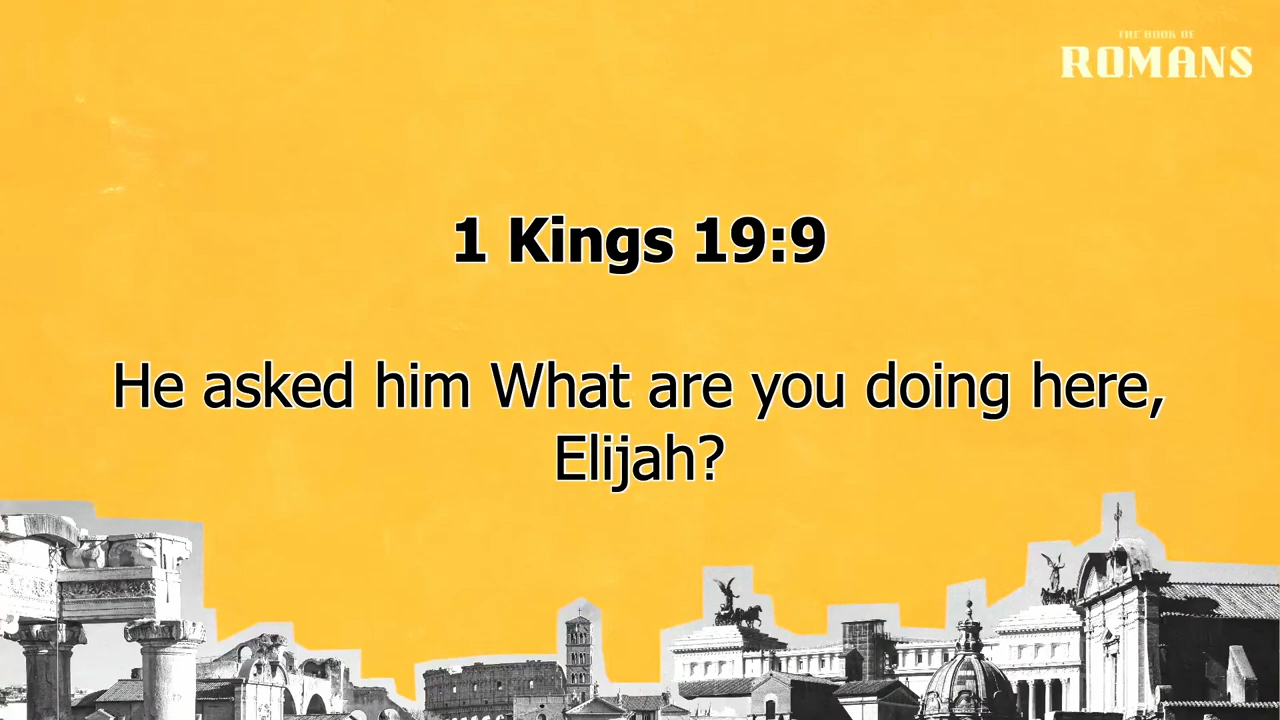 THE BOOK OF
ROMANS
1 Kings 19:9
He asked him What are you doing here,
Elijah?